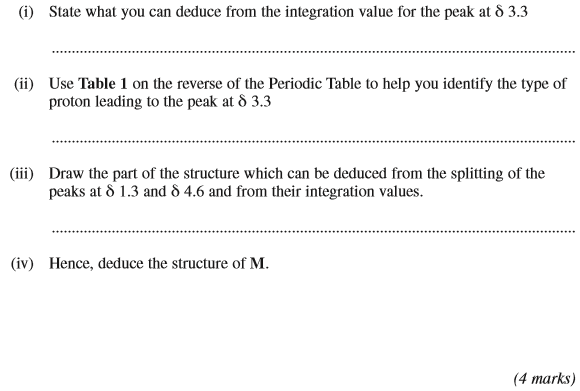 (i) State what you can deduce from the integration value for the peak at δ 3.3
(ii) Use Table 1 on the reverse of the Periodic Table to help you identify the type of
proton leading to the peak at δ 3.3
(iii) Draw the part of the structure which can be deduced from the splitting of the
peaks at δ 1.3 and δ 4.6 and from their integration values.
(iv) Hence, deduce the structure of M.
(4 marks)